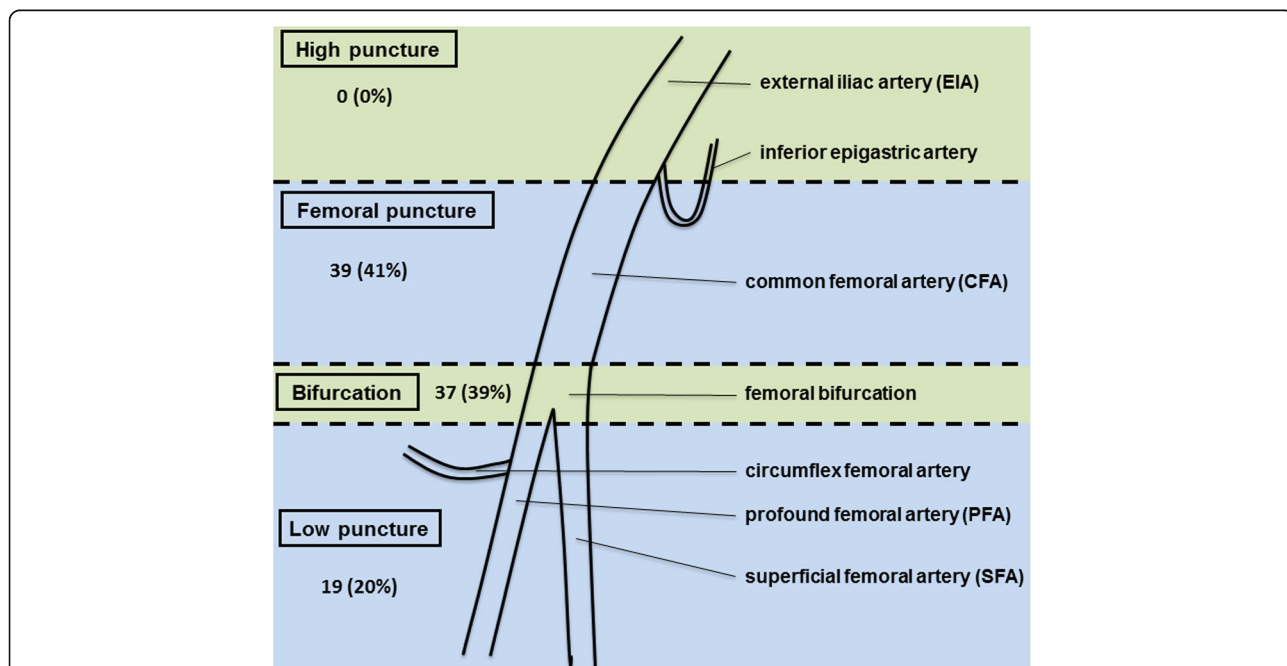 High puncture
0 (0%)
external iliac artery (EIA)
inferior epigastric artery
Femoral puncture
39 (41%)
common femoral artery (CFA)
Bifurcation 37 (39%)
femoral bifurcation
circumflex femoral artery
profound femoral artery (PFA)
Low puncture
19 (20%)
superficial femoral artery (SFA)